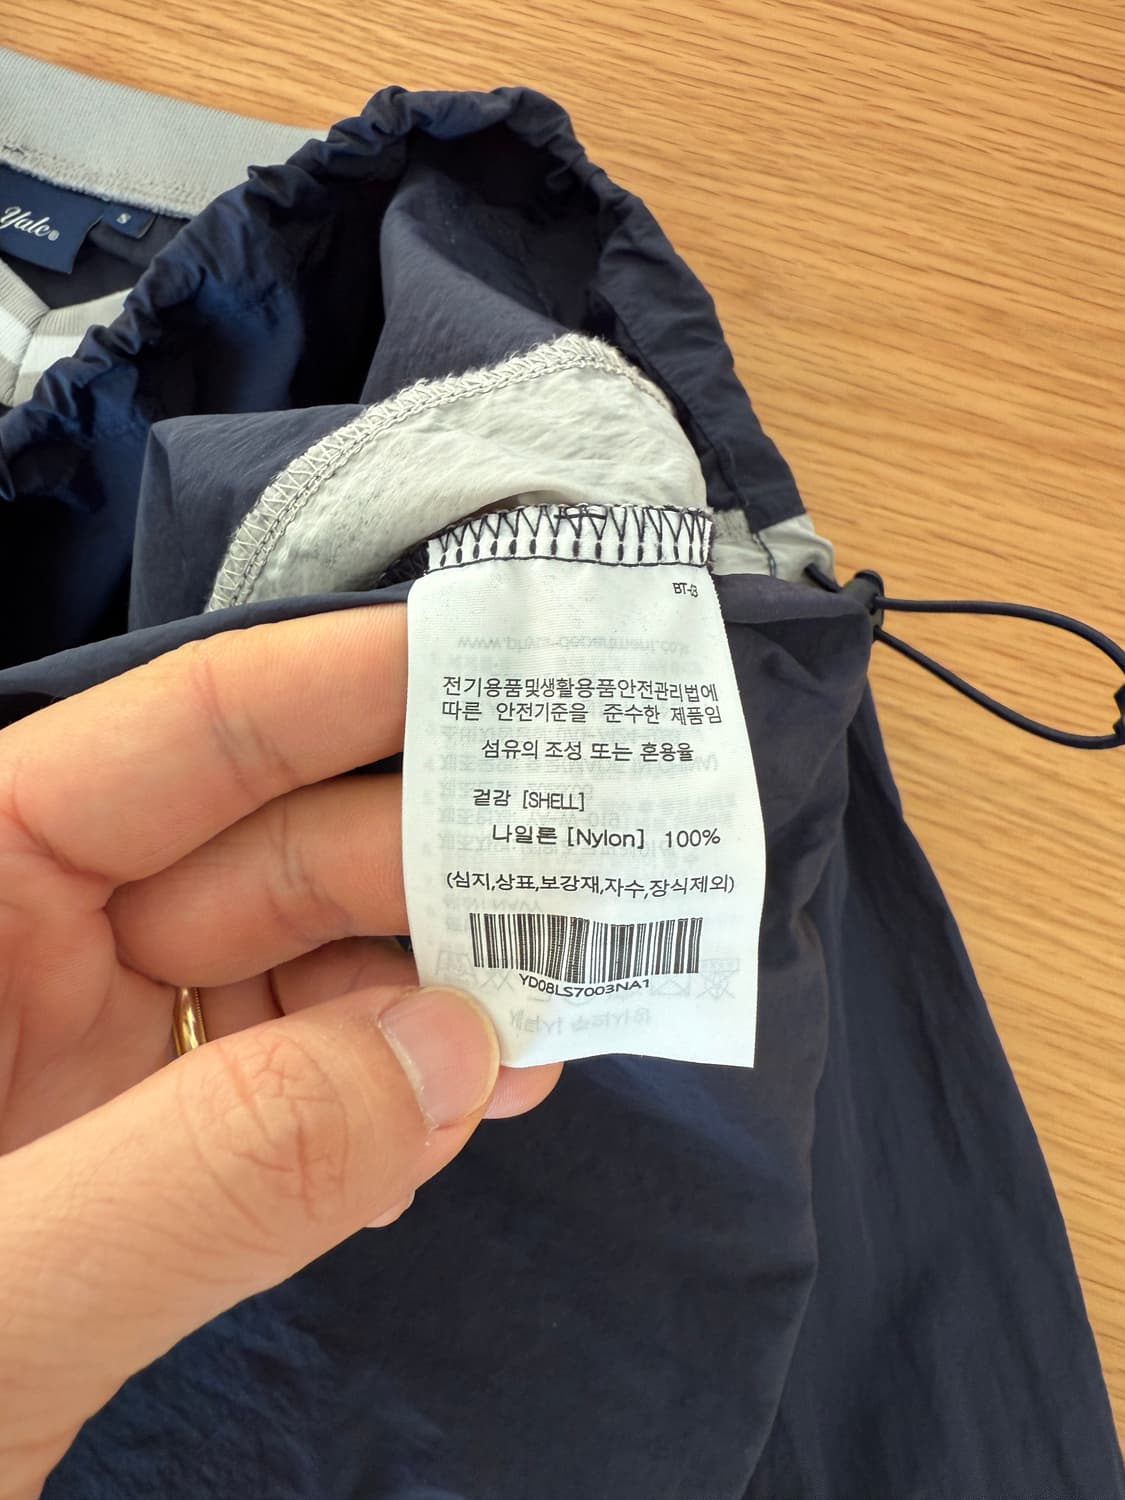 Yale®
S
BT-3
전기용품및생활용품안전관리법에
따른 안전기준을 준수한 제품임
섬유의 조성 또는 혼용율
겉감 [SHELL]
나일론 [Nylon] 100%
(심지,상표,보강재,자수,장식제외)
YD08LS7003NA1